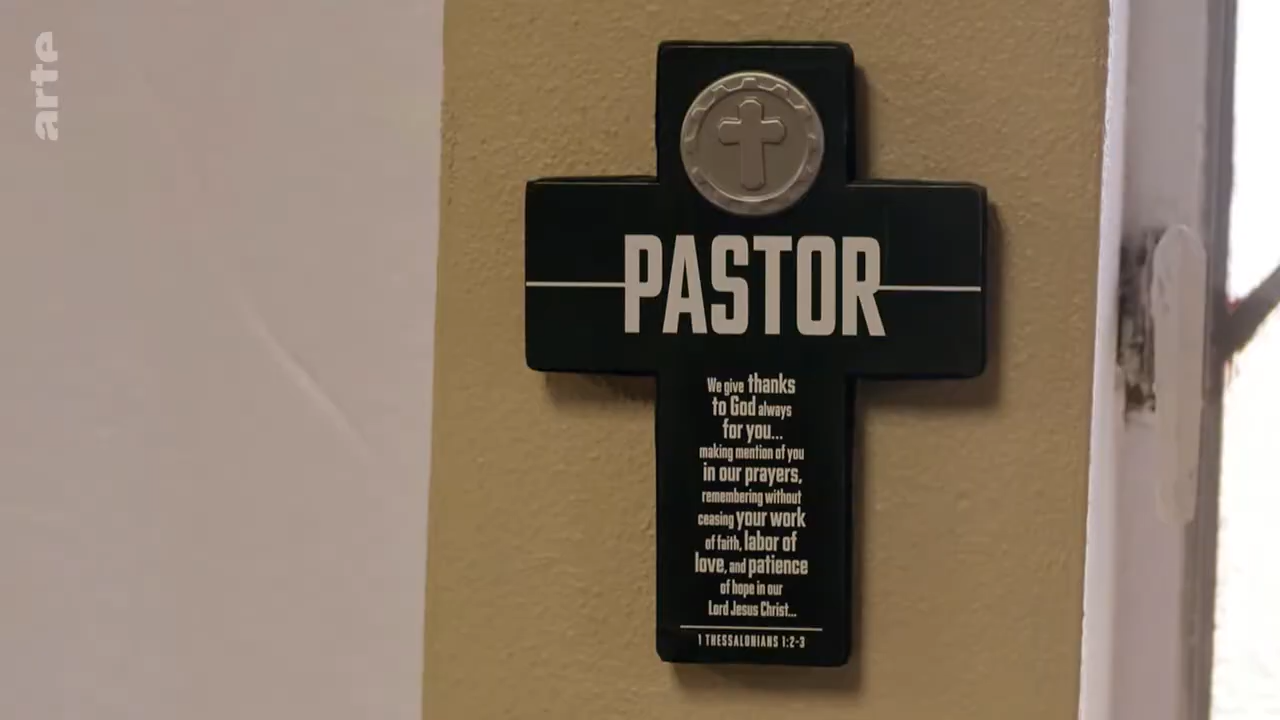 arte
PASTOR
We give thanks
to God always
for you...
making mention of you
in our prayers,
remembering without
ceasing your work
of faith, labor of
love, and patience
of hope in our
Lord Jesus Christ...
1 THESSALONIANS 1:2-3